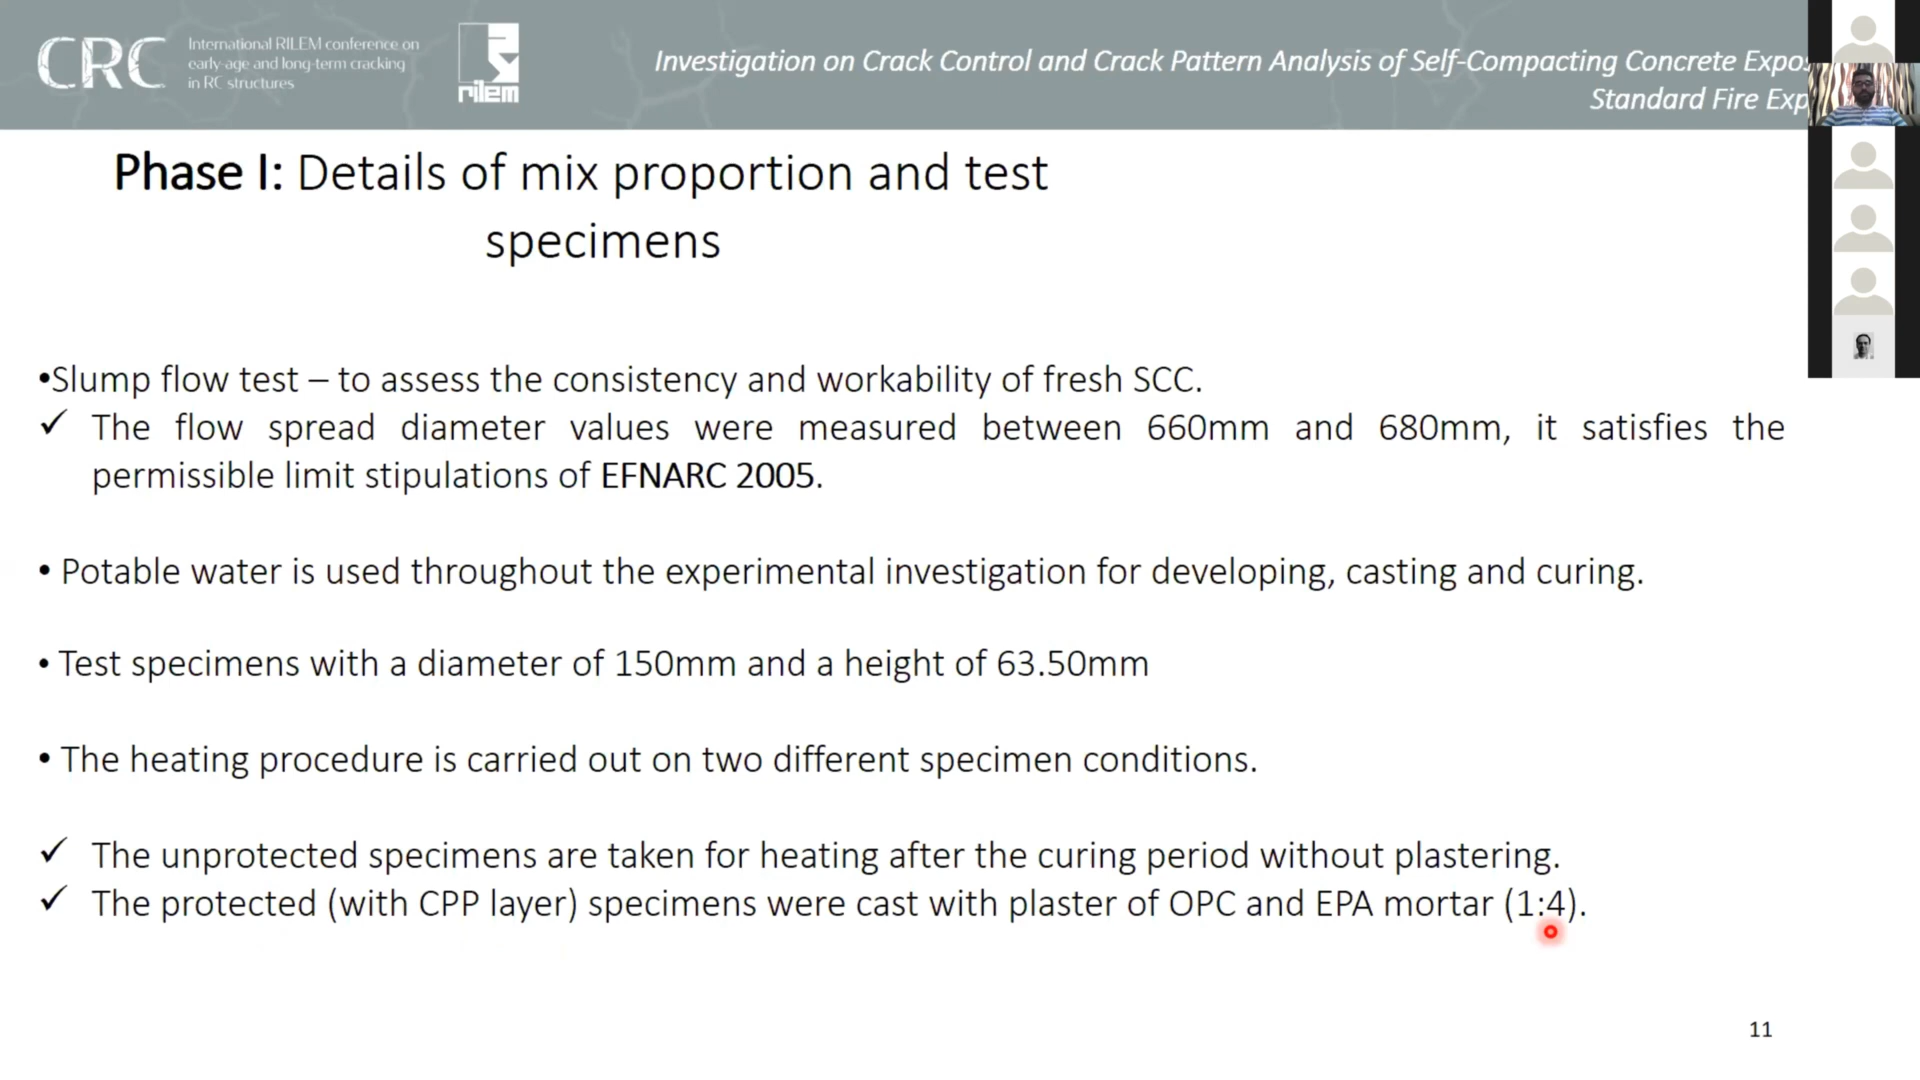 CRC
International RILEM conference on
early-age and long-term cracking
in RC structures
rilem
Investigation on Crack Control and Crack Pattern Analysis of Self-Compacting Concrete Expos
Standard Fire Exp
Phase I: Details of mix proportion and test
specimens
•Slump flow test – to assess the consistency and workability of fresh SCC.
✓ The flow spread diameter values were measured between 660mm and 680mm, it satisfies the
permissible limit stipulations of EFNARC 2005.
• Potable water is used throughout the experimental investigation for developing, casting and curing.
• Test specimens with a diameter of 150mm and a height of 63.50mm
• The heating procedure is carried out on two different specimen conditions.
✓ The unprotected specimens are taken for heating after the curing period without plastering.
✓ The protected (with CPP layer) specimens were cast with plaster of OPC and EPA mortar (1:4).
11